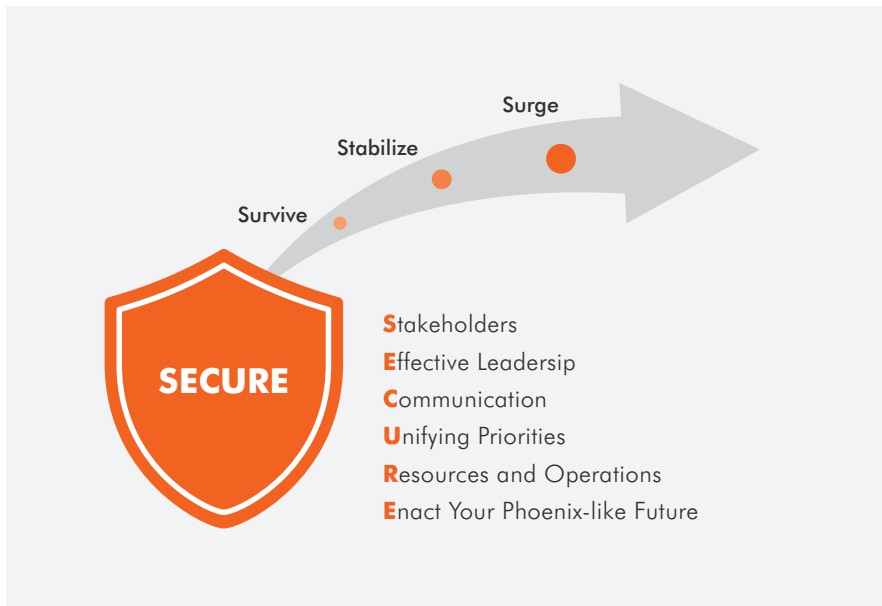 Surge
Stabilize
Survive
SECURE
Stakeholders
Effective Leadersip
Communication
Unifying Priorities
Resources and Operations
Enact Your Phoenix-like Future